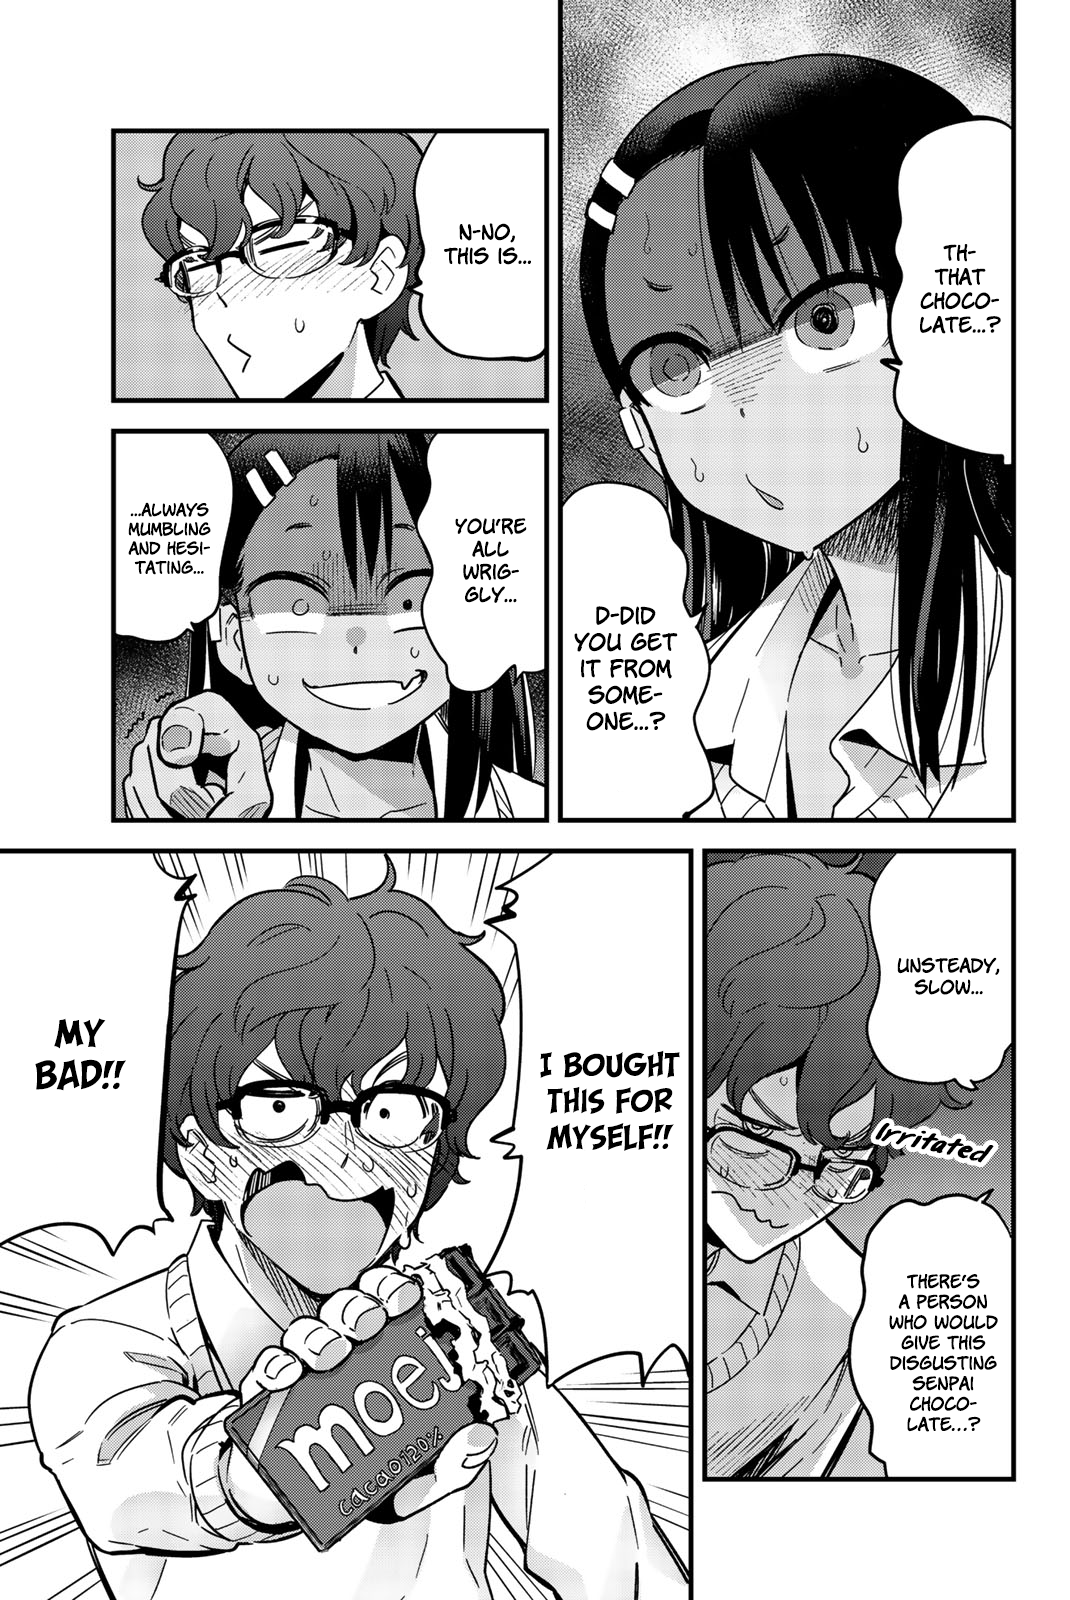 TH-
THAT
CHOCO-
LATE...?
D-DID
YOU GET
IT FROM
SOME-
ONE...?
N-NO,
THIS IS...
YOU'RE
ALL
WRIG-
GLY...
...ALWAYS
MUMBLING
AND HESI-
TATING...
UNSTEADY,
SLOW...
Irritated
THERE'S
A PERSON
WHO WOULD
GIVE THIS
DISGUSTING
SENPAI
CHOCO-
LATE...?
I BOUGHT
THIS FOR
MYSELF!!
MY
BAD!!
moej
cacao120%